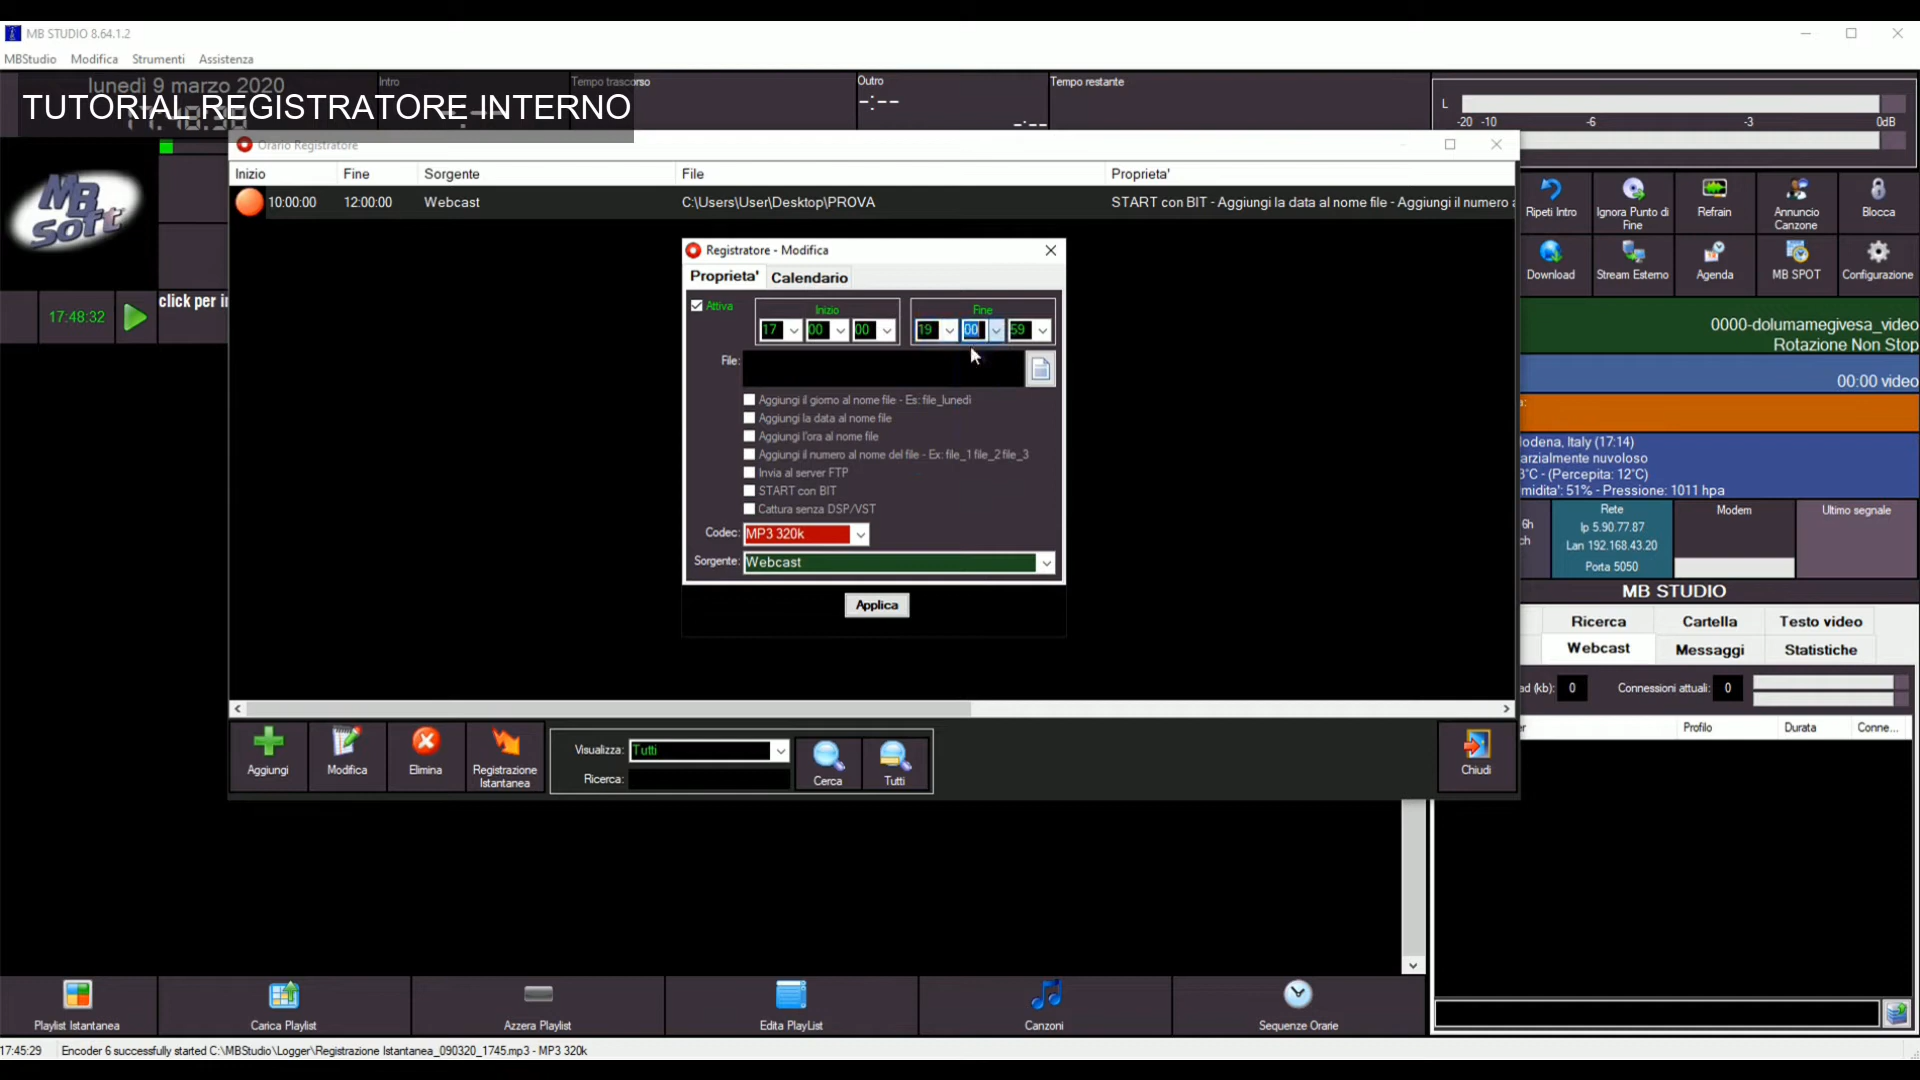 MB STUDIO 8.64.1.2
MBStudio Modifica Strumenti Assistenza
lunedì 9 marzo 2020
Intro
Tempo trascorso
Outro
-:--
Tempo restante
-:--
TUTORIAL REGISTRATORE INTERNO
L
-20 -10 -6 -3 0dB
MB Soft
17:48:32
click per i
Orario Registratore
Inizio Fine Sorgente File Proprieta'
10:00:00 12:00:00 Webcast C:\Users\User\Desktop\PROVA START con BIT - Aggiungi la data al nome file - Aggiungi il numero a
Registratore - Modifica
Proprieta' Calendario
Attiva
Inizio
17 00 00
Fine
19 00 59
File:
Aggiungi il giorno al nome file - Es: file_lunedì
Aggiungi la data al nome file
Aggiungi l'ora al nome file
Aggiungi il numero al nome del file - Ex: file_1 file_2 file_3
Invia al server FTP
START con BIT
Cattura senza DSP/VST
Codec: MP3 320k
Sorgente: Webcast
Applica
Aggiungi
Modifica
Elimina
Registrazione
Istantanea
Visualizza: Tutti
Ricerca:
Cerca
Tutti
Chiudi
Ripeti Intro
Ignora Punto di
Fine
Refrain
Annuncio
Canzone
Blocca
Download
Stream Esterno
Agenda
MB SPOT
Configurazione
0000-dolumamegivesa_video
Rotazione Non Stop
00:00 video
a:
odena, Italy (17:14)
arzialmente nuvoloso
3°C - (Percepita: 12°C)
midita': 51% - Pressione: 1011 hpa
6h
ch
Rete
Ip 5.90.77.87
Lan 192.168.43.20
Porta 5050
Modem
Ultimo segnale
MB STUDIO
Ricerca Cartella Testo video
Webcast Messaggi Statistiche
ad (kb): 0 Connessioni attuali: 0
Profilo Durata Conne...
Playlist Istantanea
Carica Playlist
Azzera Playlist
Edita PlayList
Canzoni
Sequenze Orarie
17:45:29 Encoder 6 successfully started C:\MBStudio\Logger\Registrazione Istantanea_090320_1745.mp3 - MP3 320k